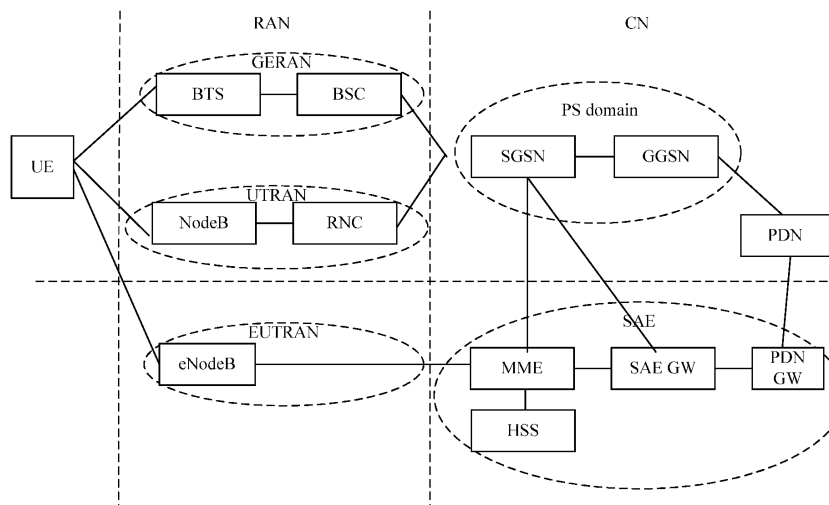 RAN
CN
GERAN
BTS
BSC
PS domain
UE
SGSN
GGSN
UTRAN
NodeB
RNC
PDN
EUTRAN
SAE
eNodeB
MME
SAE GW
PDN
GW
HSS